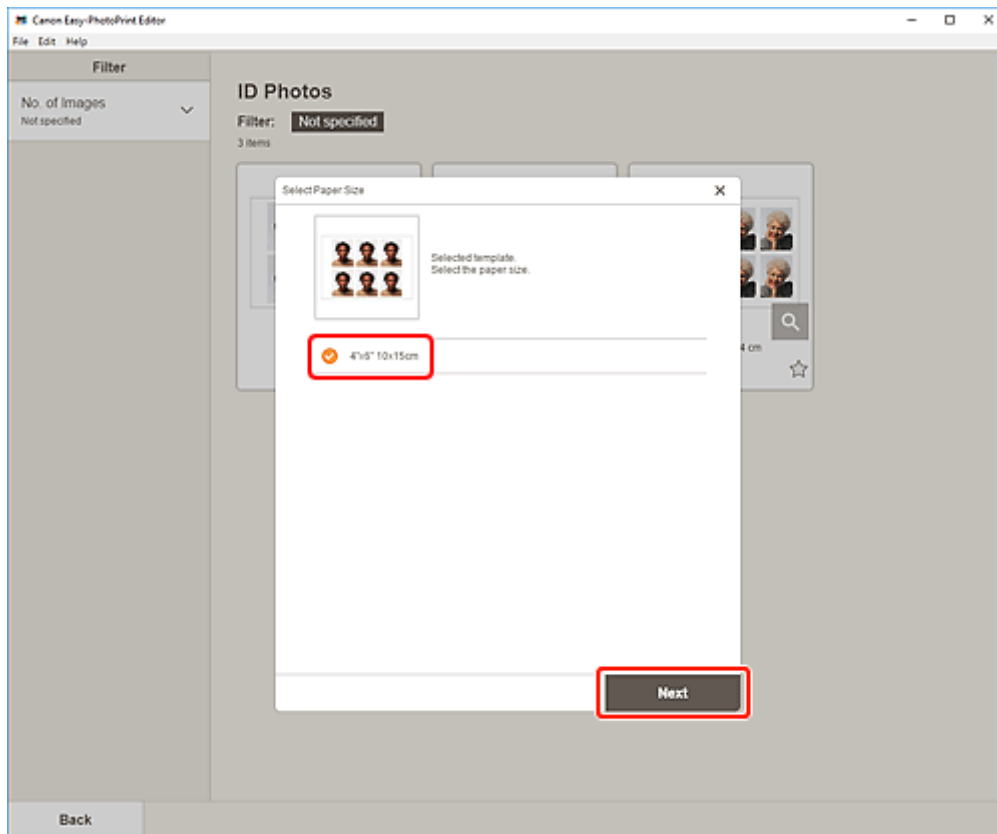 Canon Easy-PhotoPrint Editor
File Edit Help
Filter
No. of Images
Not specified
ID Photos
Filter: Not specified
3 items
Select Paper Size
Selected template.
Select the paper size.
4"x6" 10x15cm
4 cm
Next
Back